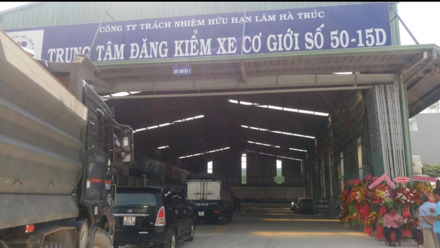 CÔNG TY TRÁCH NHIỆM HỮU HẠN LÂM HÀ TRÚC
TRUNG TÂM ĐĂNG KIỂM XE CƠ GIỚI SỐ 50-15D